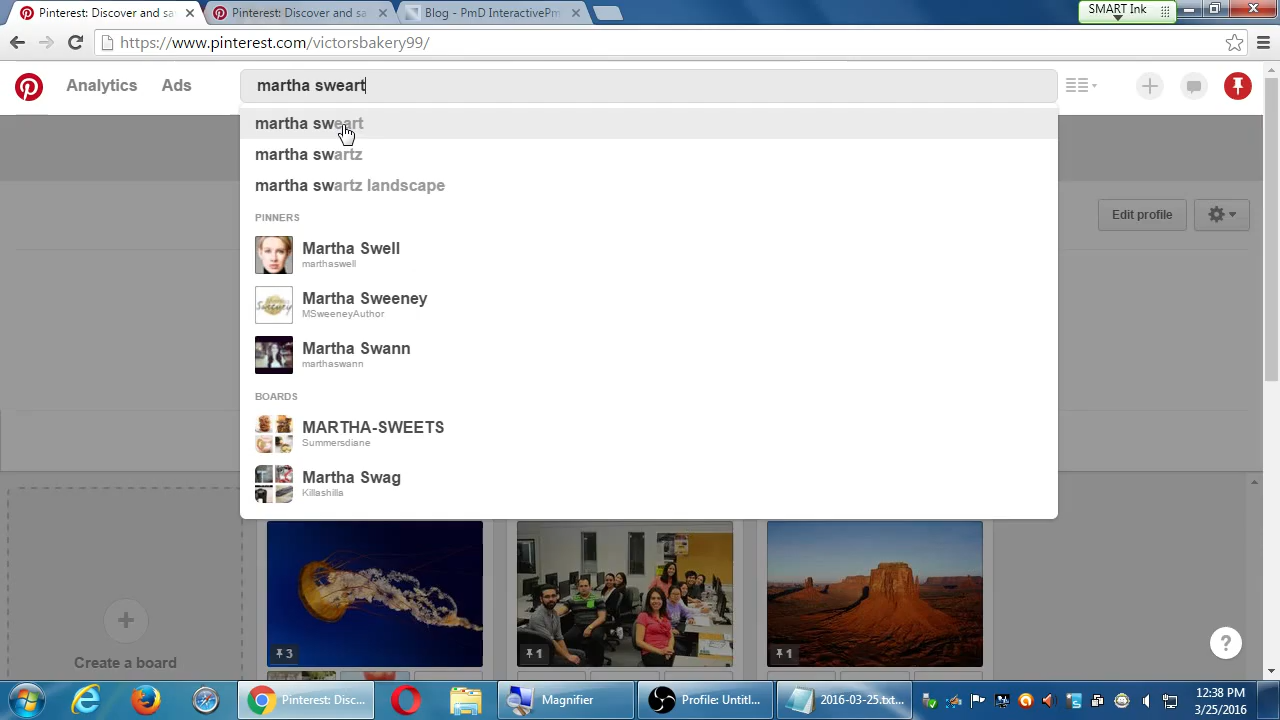 Pinterest: Discover and sa
Pinterest: Discover and sa
Blog - PmD InteractivePm
SMART Ink
https://www.pinterest.com/victorsbakery99/
Analytics
Ads
martha sweart
martha sweart
martha swartz
martha swartz landscape
PINNERS
Edit profile
Martha Swell
marthaswell
Martha Sweeney
MSweeneyAuthor
Martha Swann
marthaswann
BOARDS
MARTHA-SWEETS
Summersdiane
Martha Swag
Killashilla
3
1
1
Create a board
?
Pinterest: Disc...
Magnifier
Profile: Untitl...
2016-03-25.txt...
12:38 PM
3/25/2016